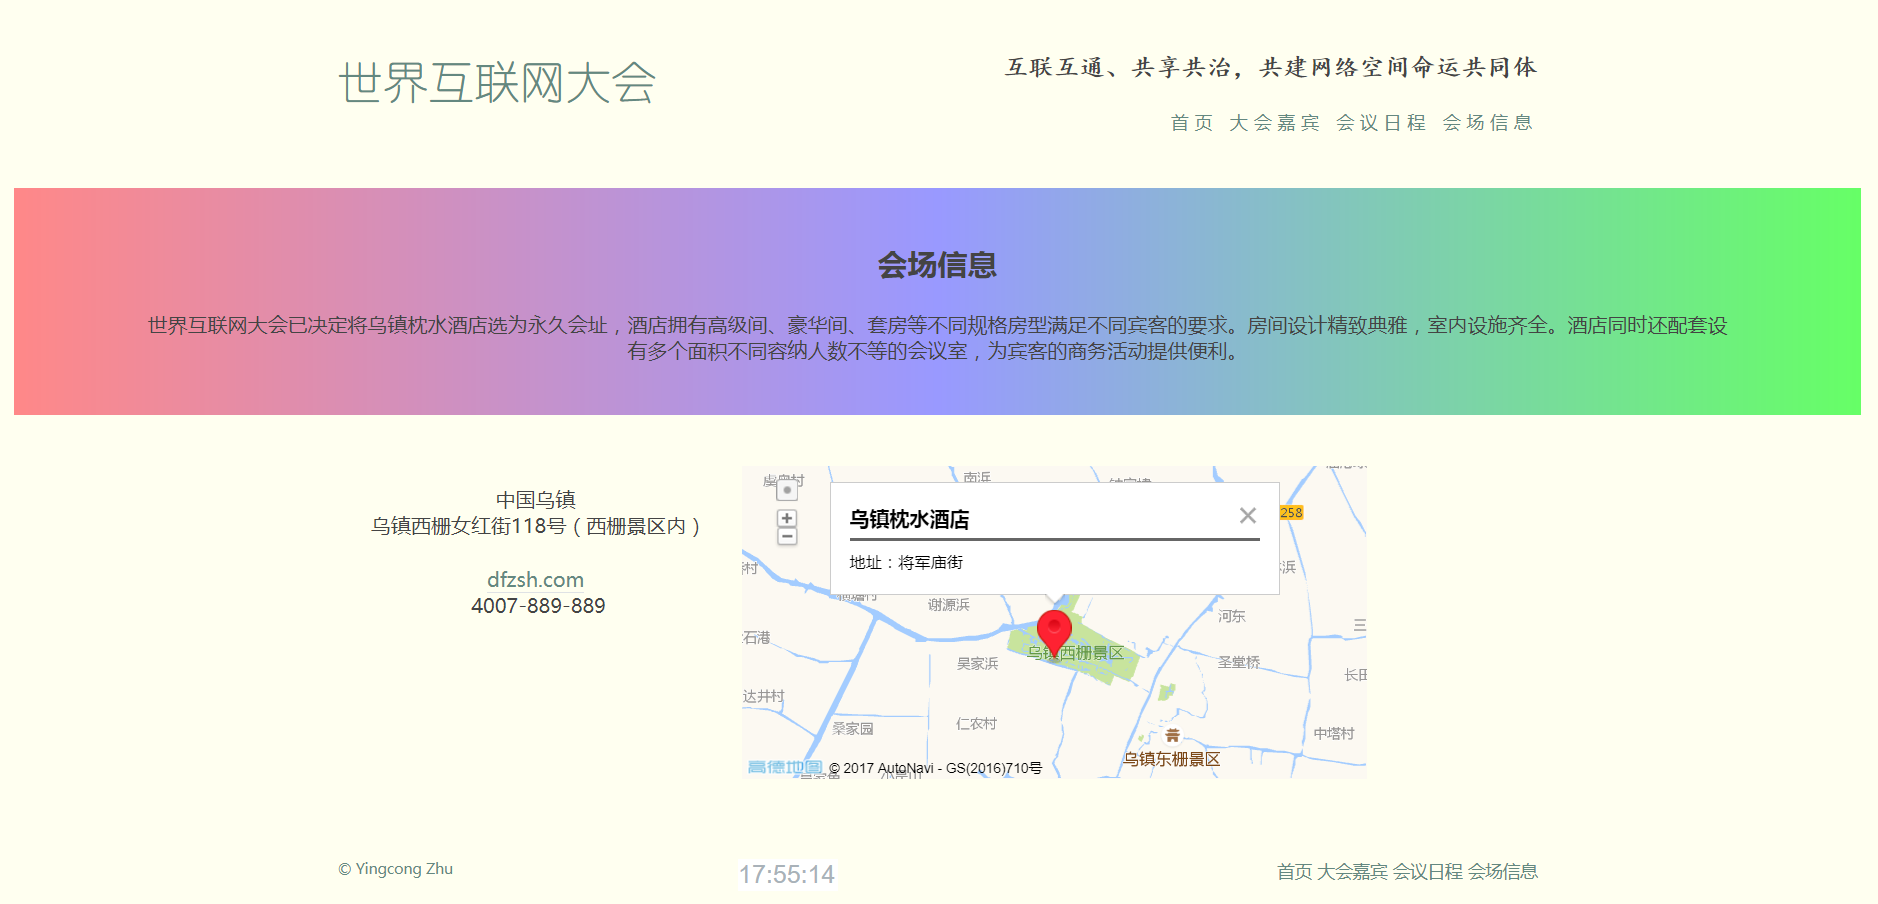 世界互联网大会
互联互通、共享共治，共建网络空间命运共同体
首页 大会嘉宾 会议日程 会场信息
会场信息
世界互联网大会已决定将乌镇枕水酒店选为永久会址，酒店拥有高级间、豪华间、套房等不同规格房型满足不同宾客的要求。房间设计精致典雅，室内设施齐全。酒店同时还配套设
有多个面积不同容纳人数不等的会议室，为宾客的商务活动提供便利。
中国乌镇
乌镇西栅女红街118号（西栅景区内）
dfzsh.com
4007-889-889
南浜
乌镇枕水酒店
258
地址：将军庙街
谢源浜
河东
石港
乌镇西栅景区
吴家浜
圣堂桥
长田
达井村
桑家园
仁农村
中塔村
乌镇东栅景区
高德地图 © 2017 AutoNavi - GS(2016)710号
© Yingcong Zhu
17:55:14
首页 大会嘉宾 会议日程 会场信息